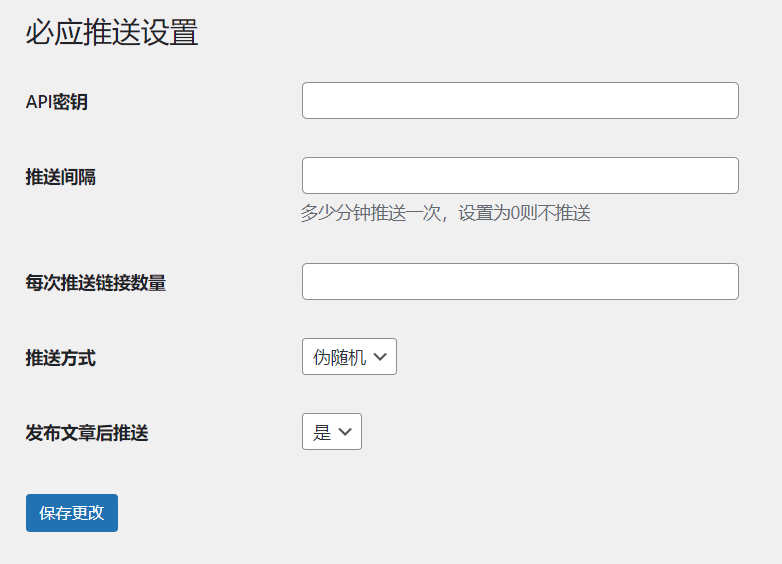 必应推送设置
API密钥
推送间隔
多少分钟推送一次，设置为0则不推送
每次推送链接数量
推送方式
伪随机
发布文章后推送
是
保存更改